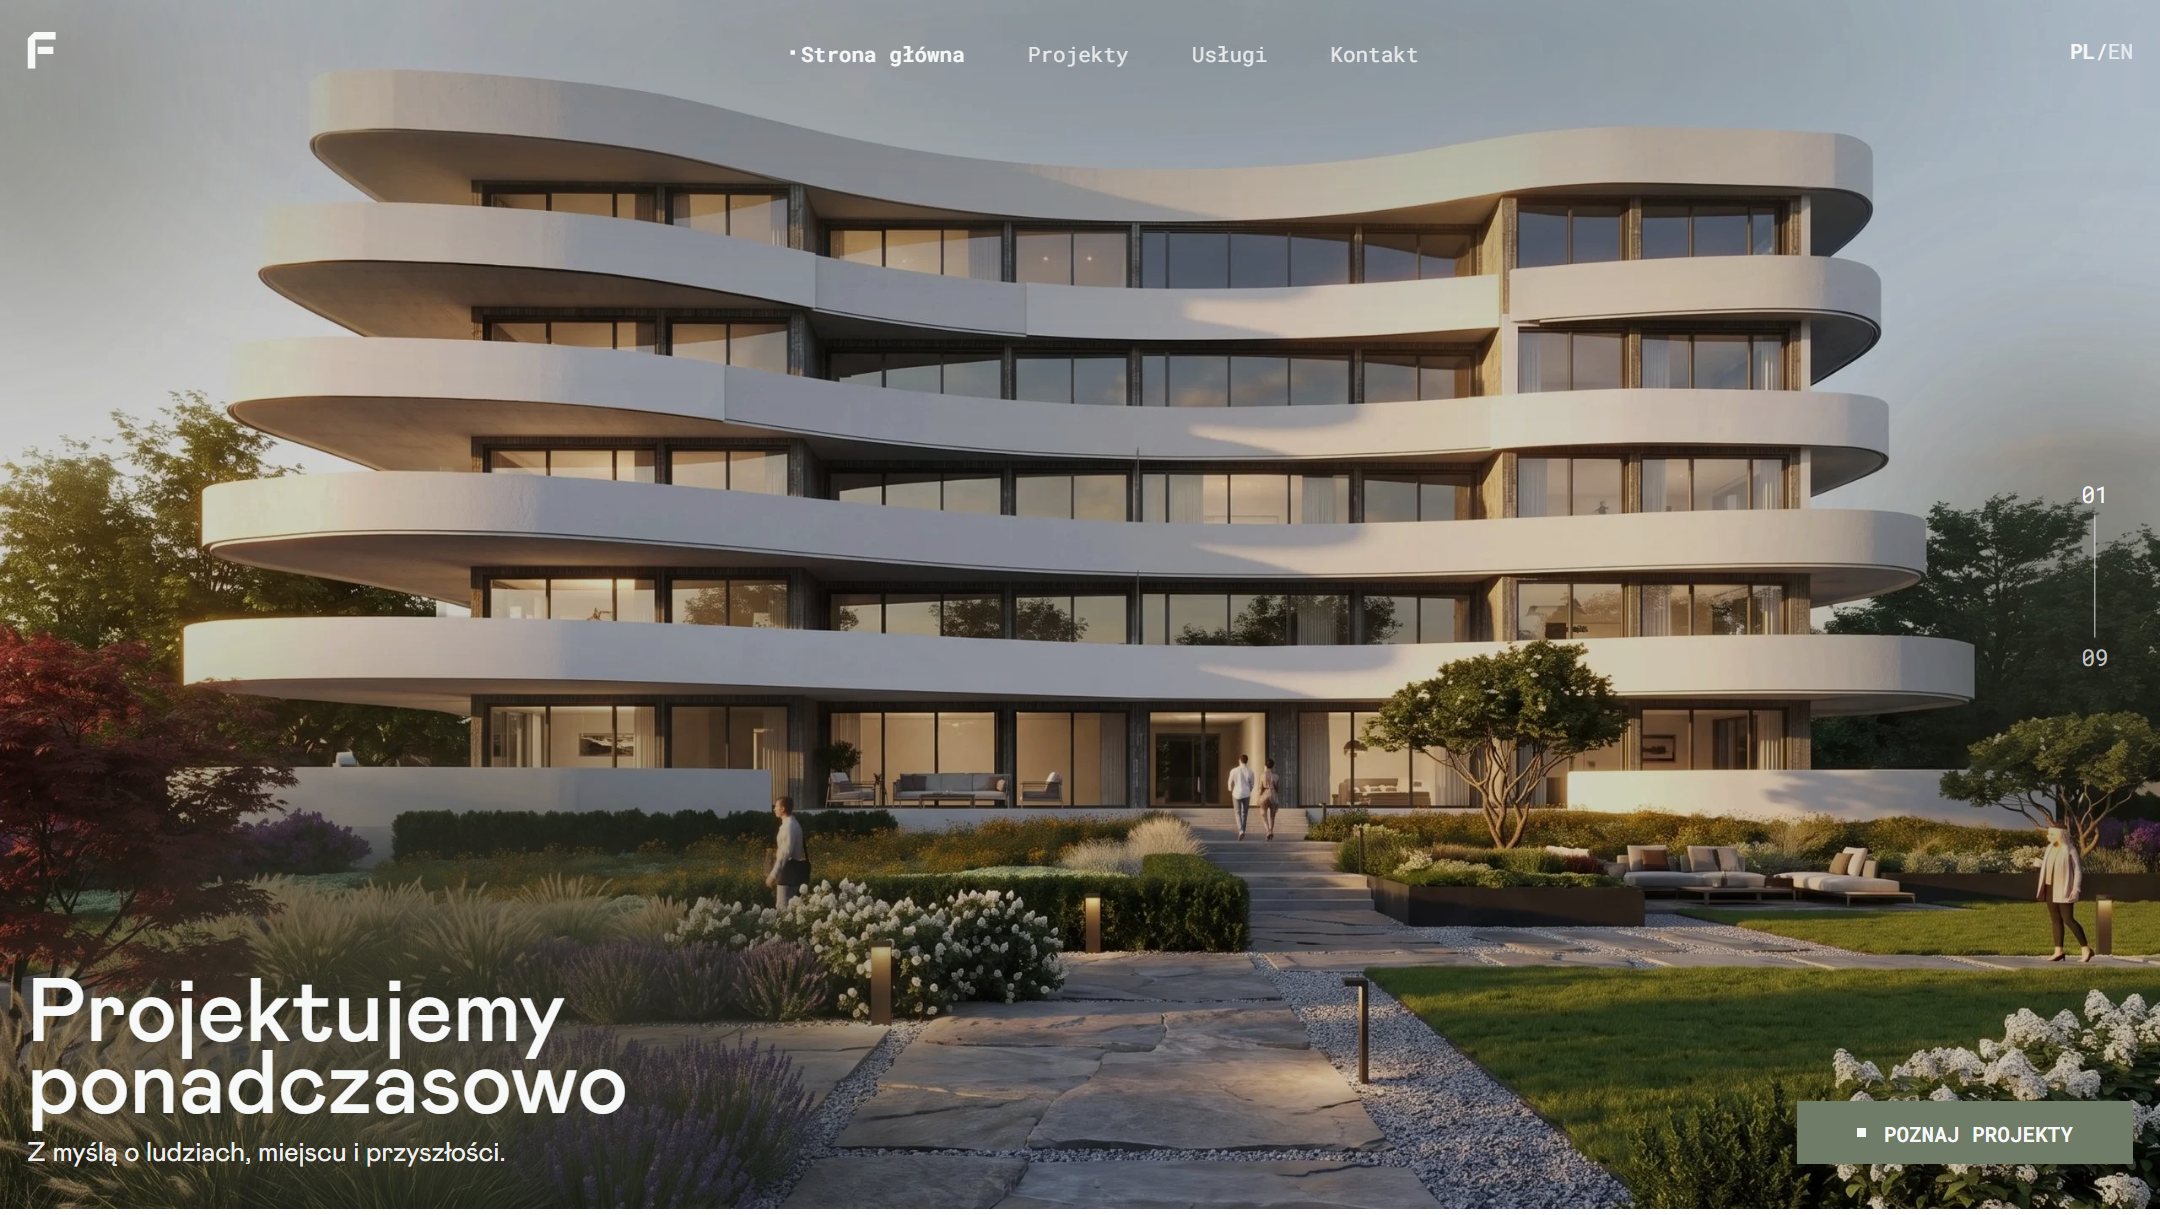 F
Strona główna Projekty Usługi Kontakt
PL/EN
01
09
Projektujemy
ponadczasowo
Z myślą o ludziach, miejscu i przyszłości.
POZNAJ PROJEKTY